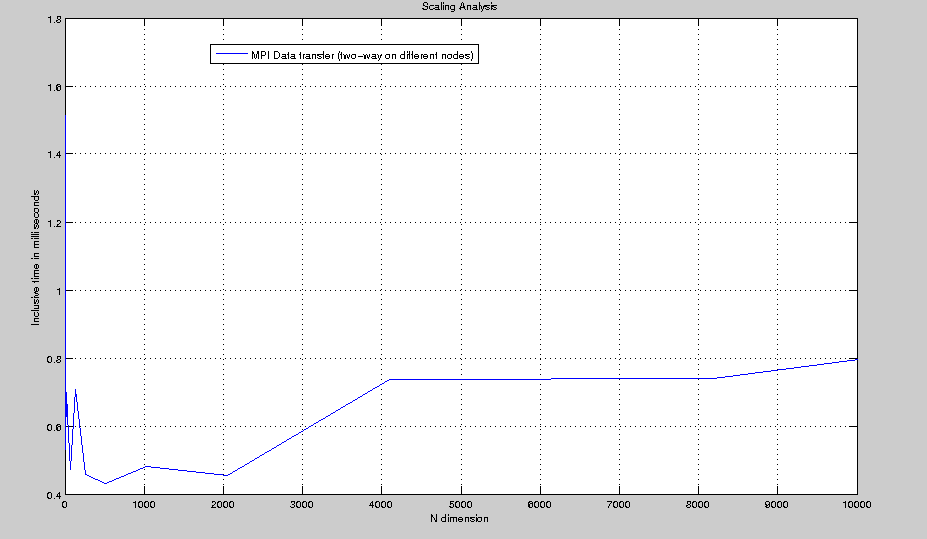 Scaling Analysis
MPI Data transfer (two-way on different nodes)
Inclusive time in milliseconds
1.8
1.6
1.4
1.2
1
0.8
0.6
0.4
0 1000 2000 3000 4000 5000 6000 7000 8000 9000 10000
N dimension